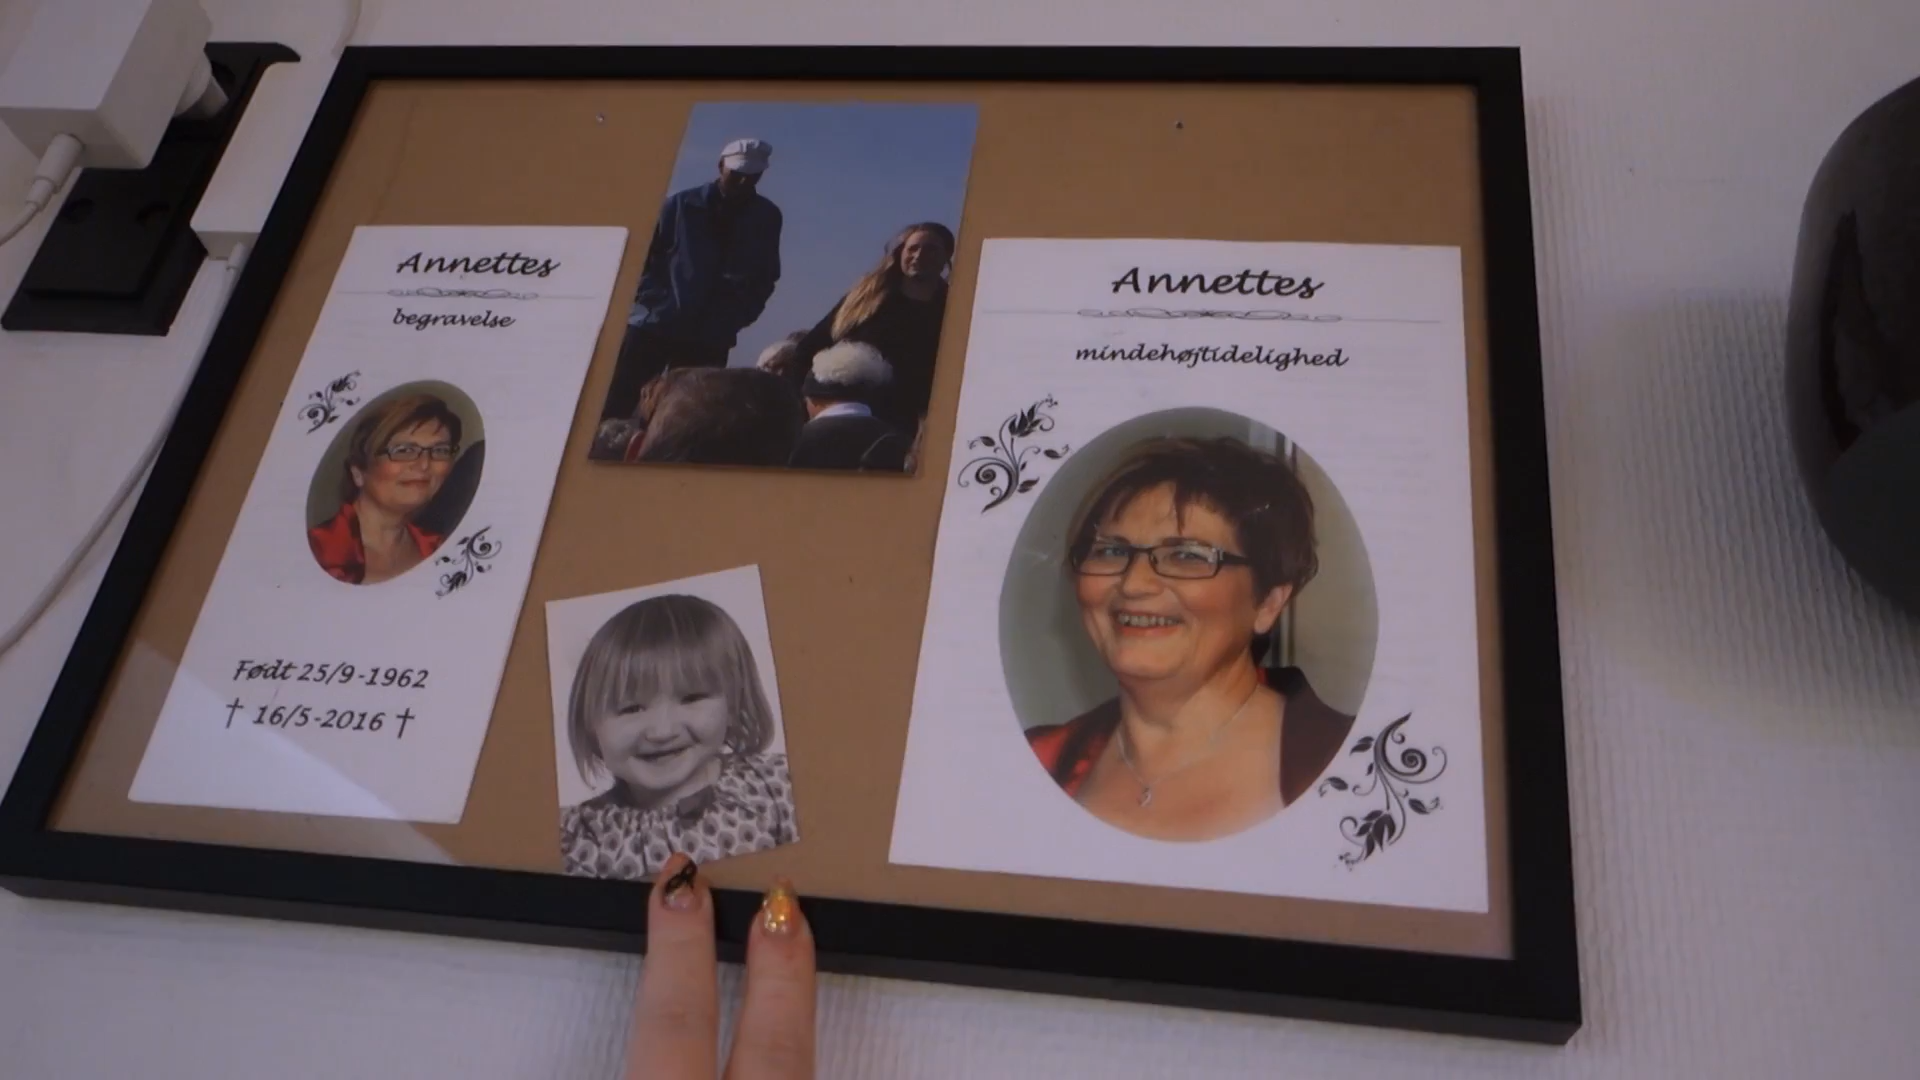 Annettes
begravelse
Født 25/9-1962
† 16/5-2016 †
Annettes
mindehøjtidelighed